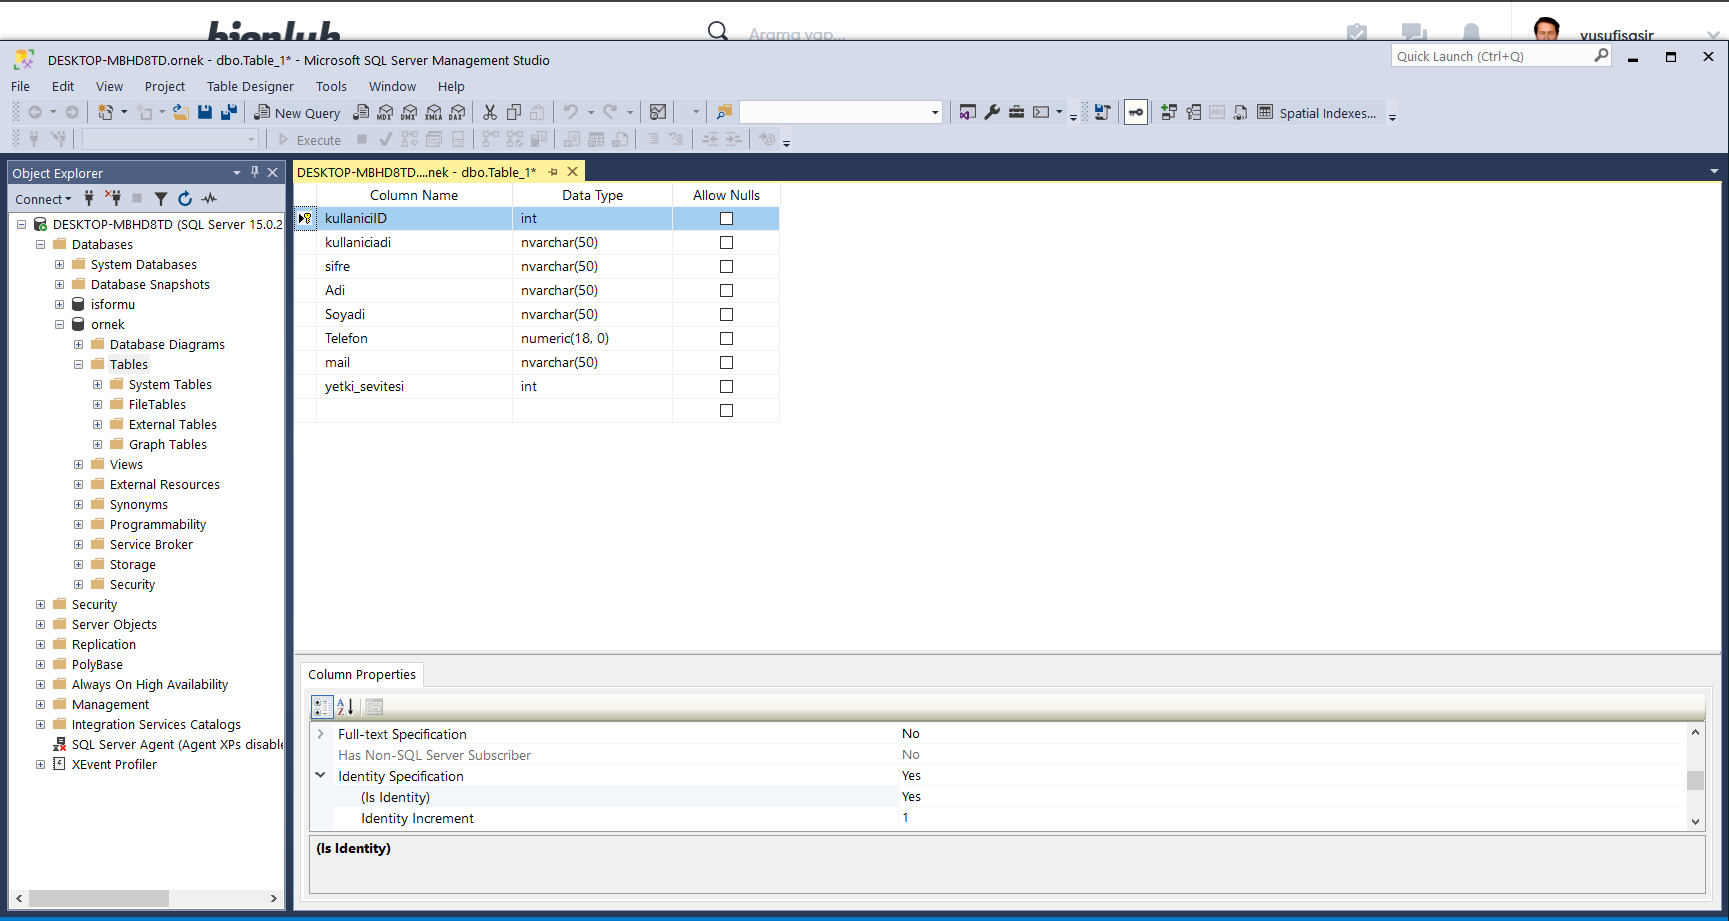 bionluk
Arama yap...
yusufisasir
DESKTOP-MBHD8TD.ornek - dbo.Table_1* - Microsoft SQL Server Management Studio
Quick Launch (Ctrl+Q)
File Edit View Project Table Designer Tools Window Help
New Query MDX DMX XMLA DAX Spatial Indexes...
Execute
Object Explorer
DESKTOP-MBHD8TD....nek - dbo.Table_1*
Connect
DESKTOP-MBHD8TD (SQL Server 15.0.2
Databases
System Databases
Database Snapshots
isformu
ornek
Database Diagrams
Tables
System Tables
FileTables
External Tables
Graph Tables
Views
External Resources
Synonyms
Programmability
Service Broker
Storage
Security
Security
Server Objects
Replication
PolyBase
Always On High Availability
Management
Integration Services Catalogs
SQL Server Agent (Agent XPs disable
XEvent Profiler
Column Name Data Type Allow Nulls
kullaniciID int
kullaniciadi nvarchar(50)
sifre nvarchar(50)
Adi nvarchar(50)
Soyadi nvarchar(50)
Telefon numeric(18, 0)
mail nvarchar(50)
yetki_sevitesi int
Column Properties
Full-text Specification No
Has Non-SQL Server Subscriber No
Identity Specification Yes
(Is Identity) Yes
Identity Increment 1
(Is Identity)